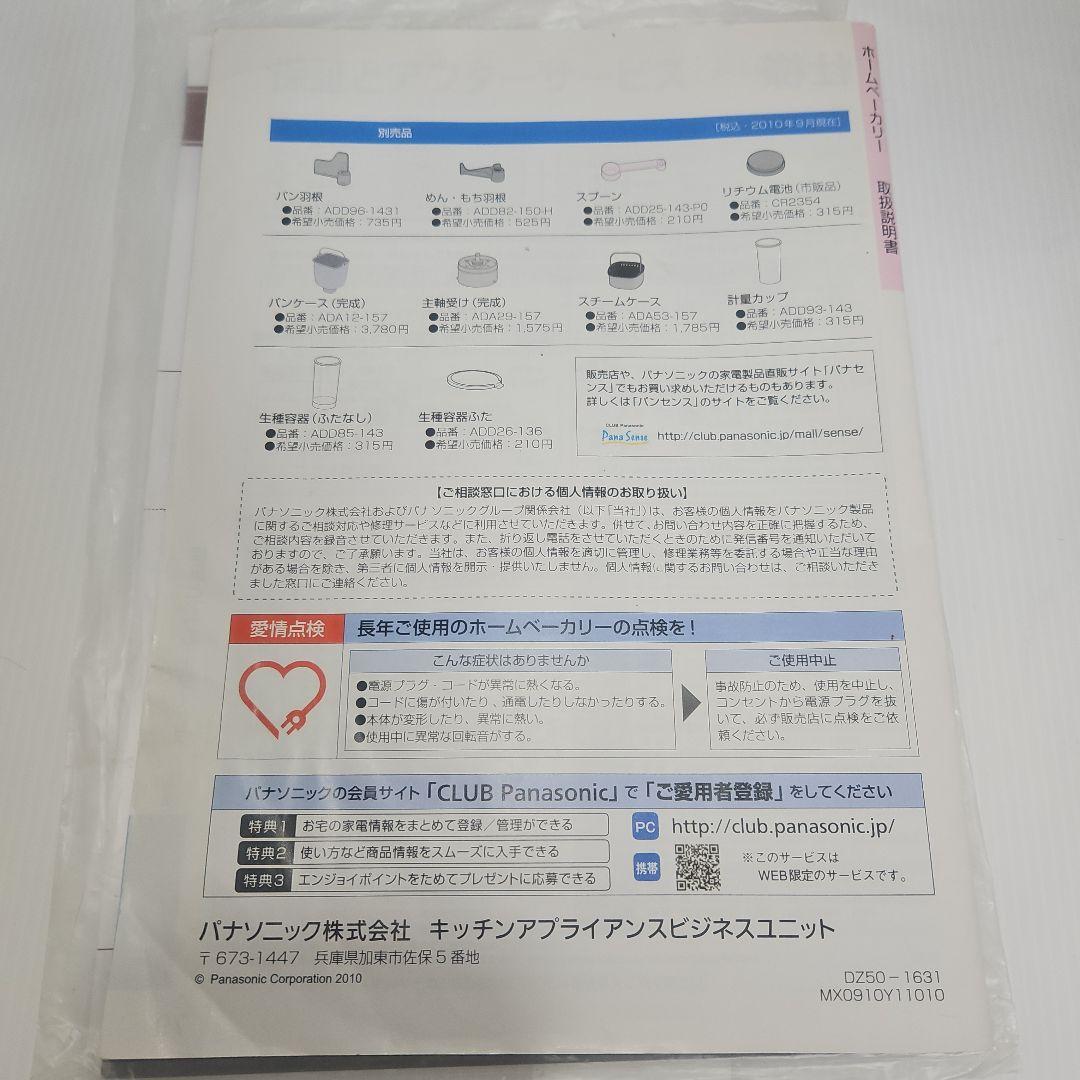 ホームベーカリー 取扱説明書
別売品 [税込・2010年9月現在]
パン羽根
●品番:ADD96-1431
●希望小売価格:735円
めん・もち羽根
●品番:ADD82-150-H
●希望小売価格:525円
スプーン
●品番:ADD25-143-P0
●希望小売価格:210円
リチウム電池(市販品)
●品番:CR2354
●希望小売価格:315円
パンケース(完成)
●品番:ADA12-157
●希望小売価格:3,780円
主軸受け(完成)
●品番:ADA29-157
●希望小売価格:1,575円
スチームケース
●品番:ADA53-157
●希望小売価格:1,785円
計量カップ
●品番:ADD93-143
●希望小売価格:315円
生種容器(ふたなし)
●品番:ADD85-143
●希望小売価格:315円
生種容器ふた
●品番:ADD26-136
●希望小売価格:210円
販売店や、パナソニックの家電製品直販サイト「パナセ
ンス」でもお買い求めいただけるものもあります。
詳しくは「パンセンス」のサイトをご覧ください。
CLUB Panasonic
Pana Sense http://club.panasonic.jp/mall/sense/
【ご相談窓口における個人情報のお取り扱い】
パナソニック株式会社およびパナソニックグループ関係会社(以下「当社」)は、お客様の個人情報をパナソニック製品
に関するご相談対応や修理サービスなどに利用させていただきます。併せて、お問い合わせ内容を正確に把握するため、
ご相談内容を録音させていただきます。また、折り返し電話をさせていただくときのために発信番号を通知いただいて
おりますので、ご了承願います。当社は、お客様の個人情報を適切に管理し、修理業務等を委託する場合や正当な理由
がある場合を除き、第三者に個人情報を開示・提供いたしません。個人情報に関するお問い合わせは、ご相談いただき
ました窓口にご連絡ください。
愛情点検 長年ご使用のホームベーカリーの点検を!
こんな症状はありませんか
●電源プラグ・コードが異常に熱くなる。
●コードに傷が付いたり、通電したりしなかったりする。
●本体が変形したり、異常に熱い。
●使用中に異常な回転音がする。
ご使用中止
事故防止のため、使用を中止し、
コンセントから電源プラグを抜
いて、必ず販売店に点検をご依
頼ください。
パナソニックの会員サイト「CLUB Panasonic」で「ご愛用者登録」をしてください
特典1 お宅の家電情報をまとめて登録/管理ができる
特典2 使い方など商品情報をスムーズに入手できる
特典3 エンジョイポイントをためてプレゼントに応募できる
PC http://club.panasonic.jp/
携帯
※このサービスは
WEB限定のサービスです。
パナソニック株式会社 キッチンアプライアンスビジネスユニット
〒673-1447 兵庫県加東市佐保5番地
© Panasonic Corporation 2010
DZ50-1631
MX0910Y11010